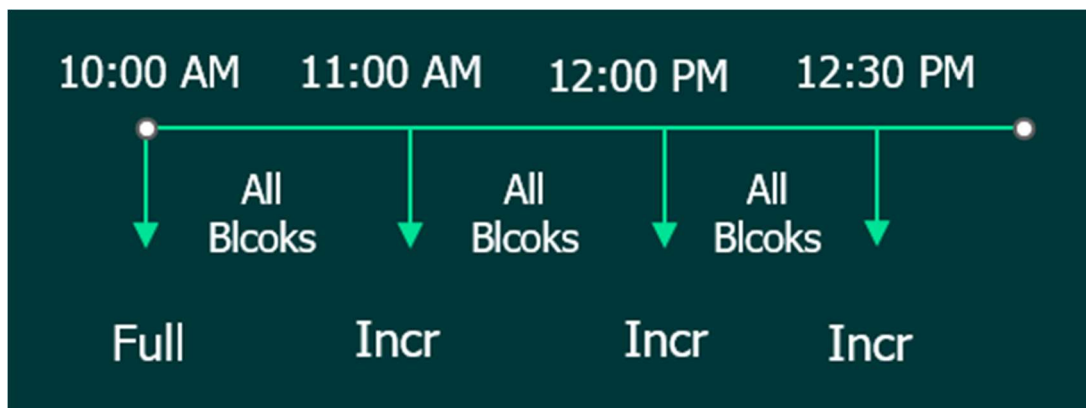 10:00 AM 11:00 AM 12:00 PM 12:30 PM
All All All
Blcoks Blcoks Blcoks
Full Incr Incr Incr